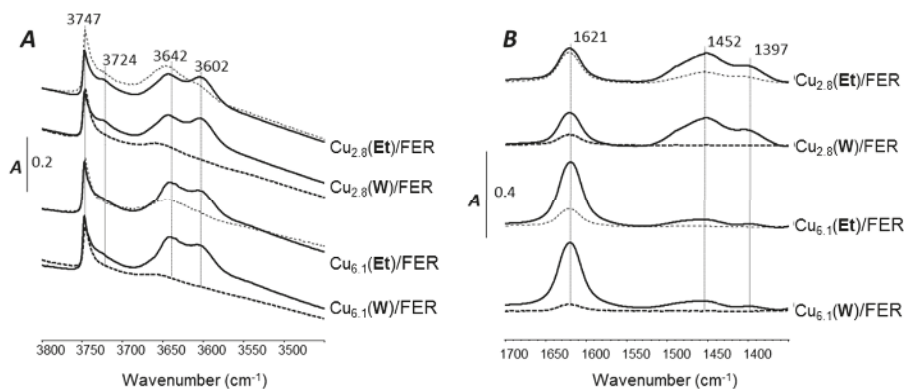 A
3747
3724
3642
3602
Cu2.8(Et)/FER
Cu2.8(W)/FER
A 0.2
Cu6.1(Et)/FER
Cu6.1(W)/FER
3800 3750 3700 3650 3600 3550 3500
Wavenumber (cm-1)
B
1621
1452
1397
Cu2.8(Et)/FER
Cu2.8(W)/FER
A 0.4
Cu6.1(Et)/FER
Cu6.1(W)/FER
1700 1650 1600 1550 1500 1450 1400
Wavenumber (cm-1)